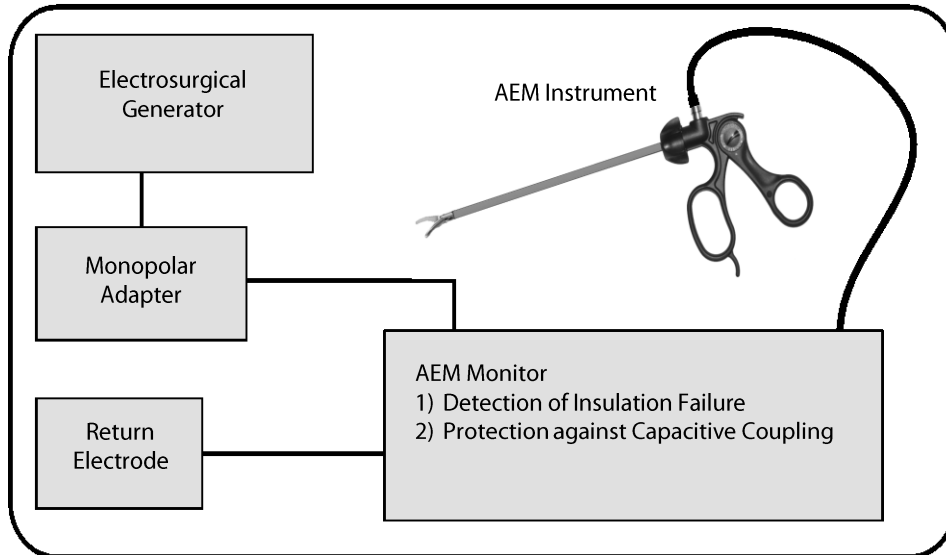 Electrosurgical
Generator
AEM Instrument
Monopolar
Adapter
AEM Monitor
1) Detection of Insulation Failure
2) Protection against Capacitive Coupling
Return
Electrode